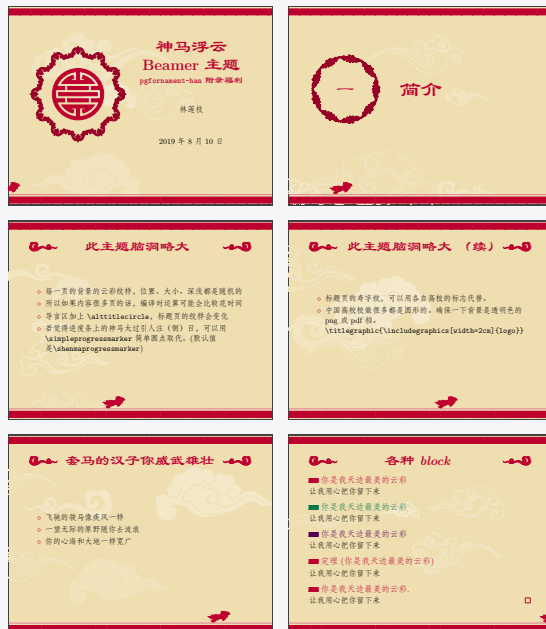 神马浮云
Beamer 主题
pgfornament-han 附录福利
林莲枝
2019 年 8 月 10 日
一
简介
此主题脑洞略大
每一页的背景的云彩纹样，位置、大小、深浅都是随机的
所以如果内容很多页的话，编译时运算可能会比较花时间
导言区加上 \alttitlecircle，标题页的纹样会变化
若觉得进度条上的神马太过引人注（侧）目，可以用
\simpleprogressmarker 简单圆点取代。(默认值
是\shenmaprogressmarker)
此主题脑洞略大 （续）
标题页的寿字纹，可以用各自高校的标志代替。
中国高校校徽很多都是圆形的。确保一下背景是透明色的
png 或 pdf 档。
\titlegraphic{\includegraphics[width=2cm]{logo}}
套马的汉子你威武雄壮
飞驰的骏马像疾风一样
一望无际的原野随你去流浪
你的心海和大地一样宽广
各种 block
你是我天边最美的云彩
让我用心把你留下来
你是我天边最美的云彩
让我用心把你留下来
你是我天边最美的云彩
让我用心把你留下来
定理 (你是我天边最美的云彩)
让我用心把你留下来
你是我天边最美的云彩.
让我用心把你留下来